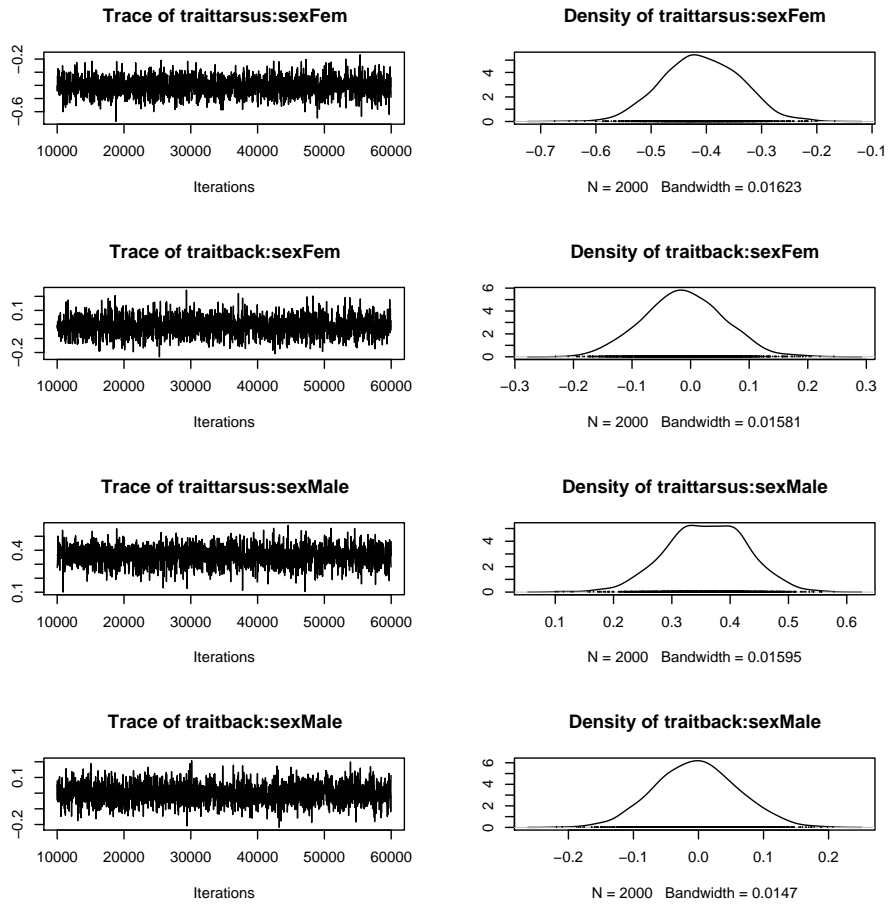 Trace of traittarsus:sexFem
−0.2
−0.6
10000 20000 30000 40000 50000 60000
Iterations
Density of traittarsus:sexFem
4
2
0
−0.7 −0.6 −0.5 −0.4 −0.3 −0.2 −0.1
N = 2000 Bandwidth = 0.01623
Trace of traitback:sexFem
0.1
−0.2
10000 20000 30000 40000 50000 60000
Iterations
Density of traitback:sexFem
6
4
2
0
−0.3 −0.2 −0.1 0.0 0.1 0.2 0.3
N = 2000 Bandwidth = 0.01581
Trace of traittarsus:sexMale
0.4
0.1
10000 20000 30000 40000 50000 60000
Iterations
Density of traittarsus:sexMale
4
2
0
0.1 0.2 0.3 0.4 0.5 0.6
N = 2000 Bandwidth = 0.01595
Trace of traitback:sexMale
0.1
−0.2
10000 20000 30000 40000 50000 60000
Iterations
Density of traitback:sexMale
6
4
2
0
−0.2 −0.1 0.0 0.1 0.2
N = 2000 Bandwidth = 0.0147